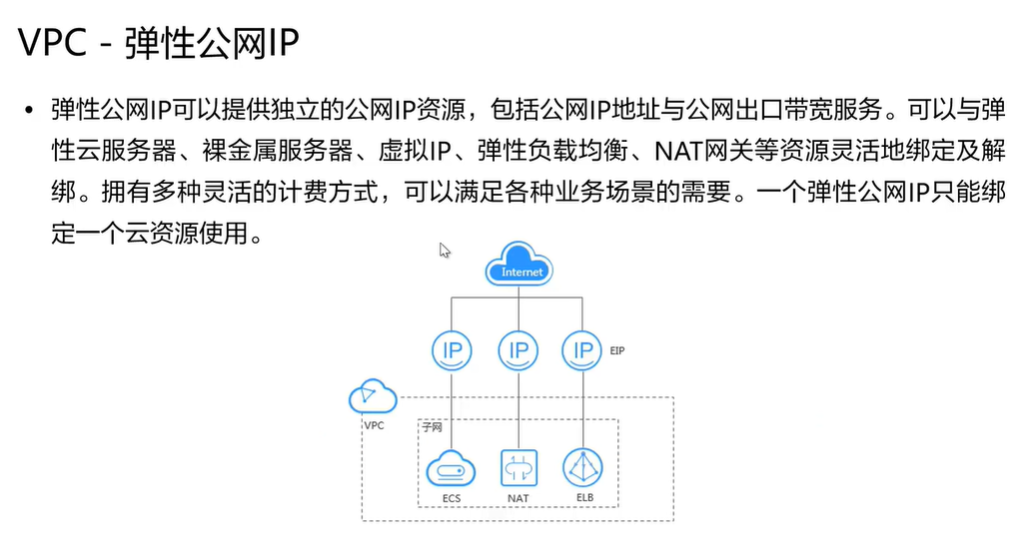 VPC - 弹性公网IP
• 弹性公网IP可以提供独立的公网IP资源，包括公网IP地址与公网出口带宽服务。可以与弹
性云服务器、裸金属服务器、虚拟IP、弹性负载均衡、NAT网关等资源灵活地绑定及解
绑。拥有多种灵活的计费方式，可以满足各种业务场景的需要。一个弹性公网IP只能绑
定一个云资源使用。
Internet
IP IP IP EIP
VPC
子网
ECS NAT ELB